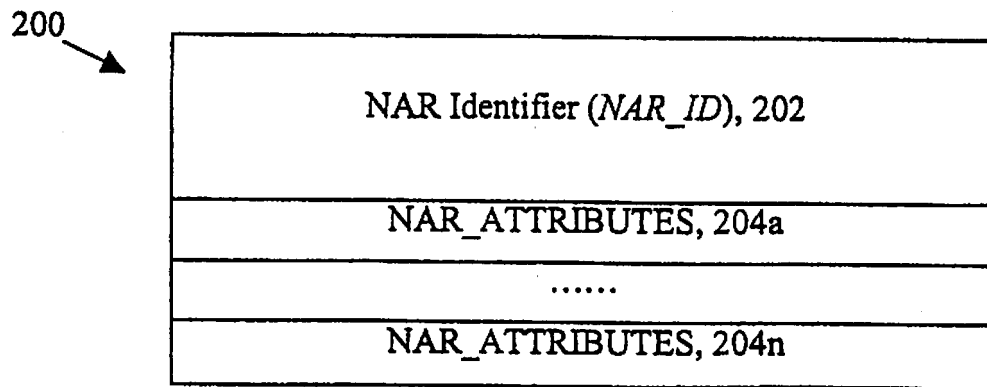 200
NAR Identifier (NAR_ID), 202
NAR_ATTRIBUTES, 204a
......
NAR_ATTRIBUTES, 204n